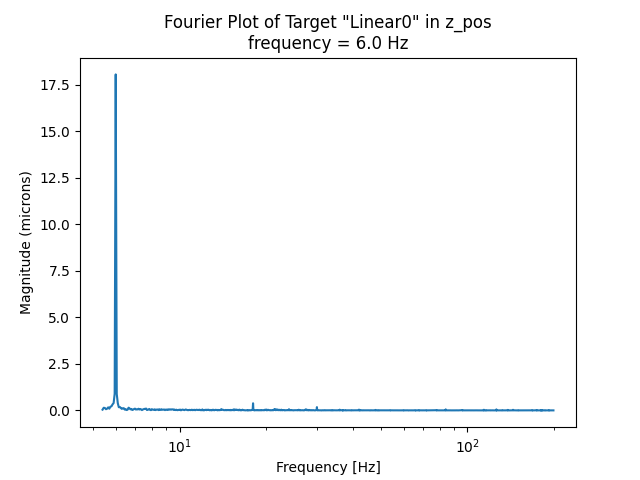 Fourier Plot of Target "Linear0" in z_pos
frequency = 6.0 Hz
17.5
15.0
12.5
10.0
7.5
5.0
2.5
0.0
Magnitude (microns)
10¹
10²
Frequency [Hz]